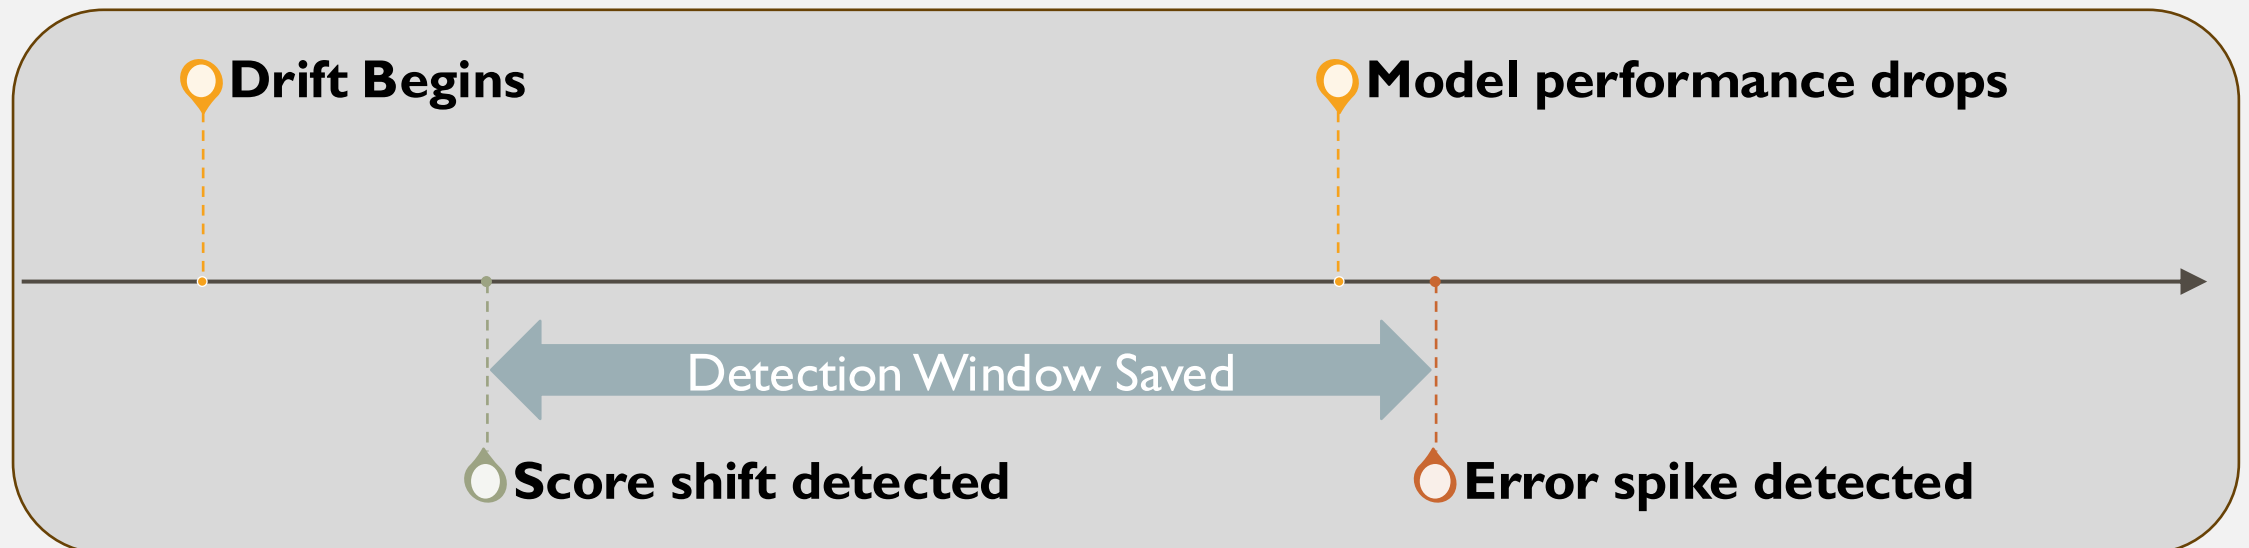 Drift Begins
Model performance drops
Detection Window Saved
Score shift detected
Error spike detected